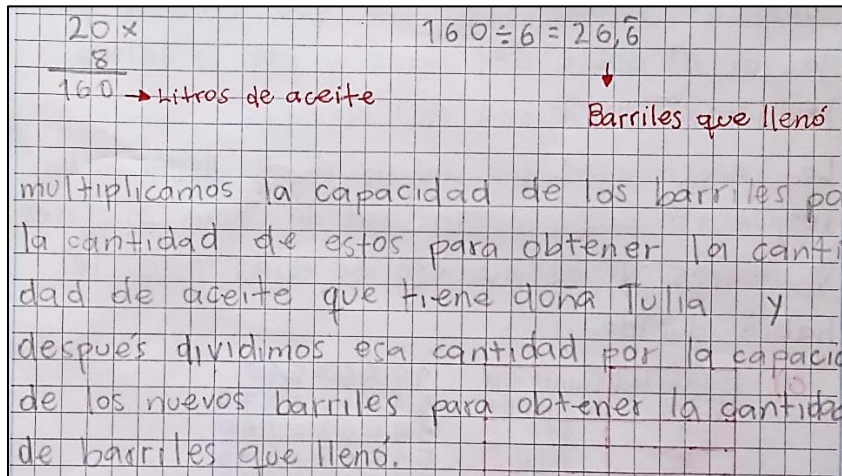 20 x
160÷6 = 26,6̄
8
160 → Litros de aceite
Barriles que llenó
multiplicamos la capacidad de los barriles po
la cantidad de estos para obtener la canti
dad de aceite que tiene doña Tulia y
después dividimos esa cantidad por la capacid
de los nuevos barriles para obtener la cantidad
de barriles que llenó.